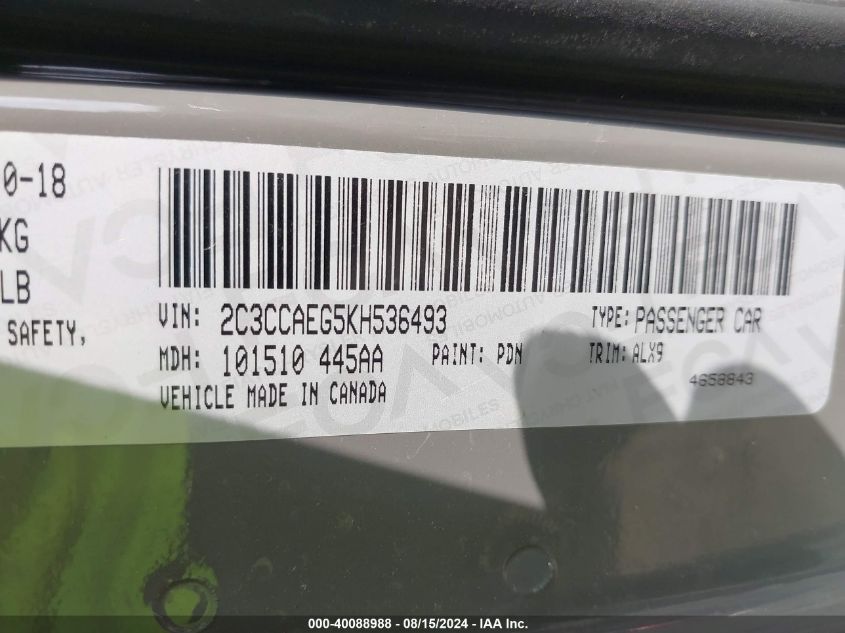 0-18
KG
LB
SAFETY,
VIN: 2C3CCAEG5KH536493 TYPE: PASSENGER CAR
MDH: 101510 445AA PAINT: PDN TRIM: ALX9
VEHICLE MADE IN CANADA 4658843
000-40088988 - 08/15/2024 - IAA Inc.